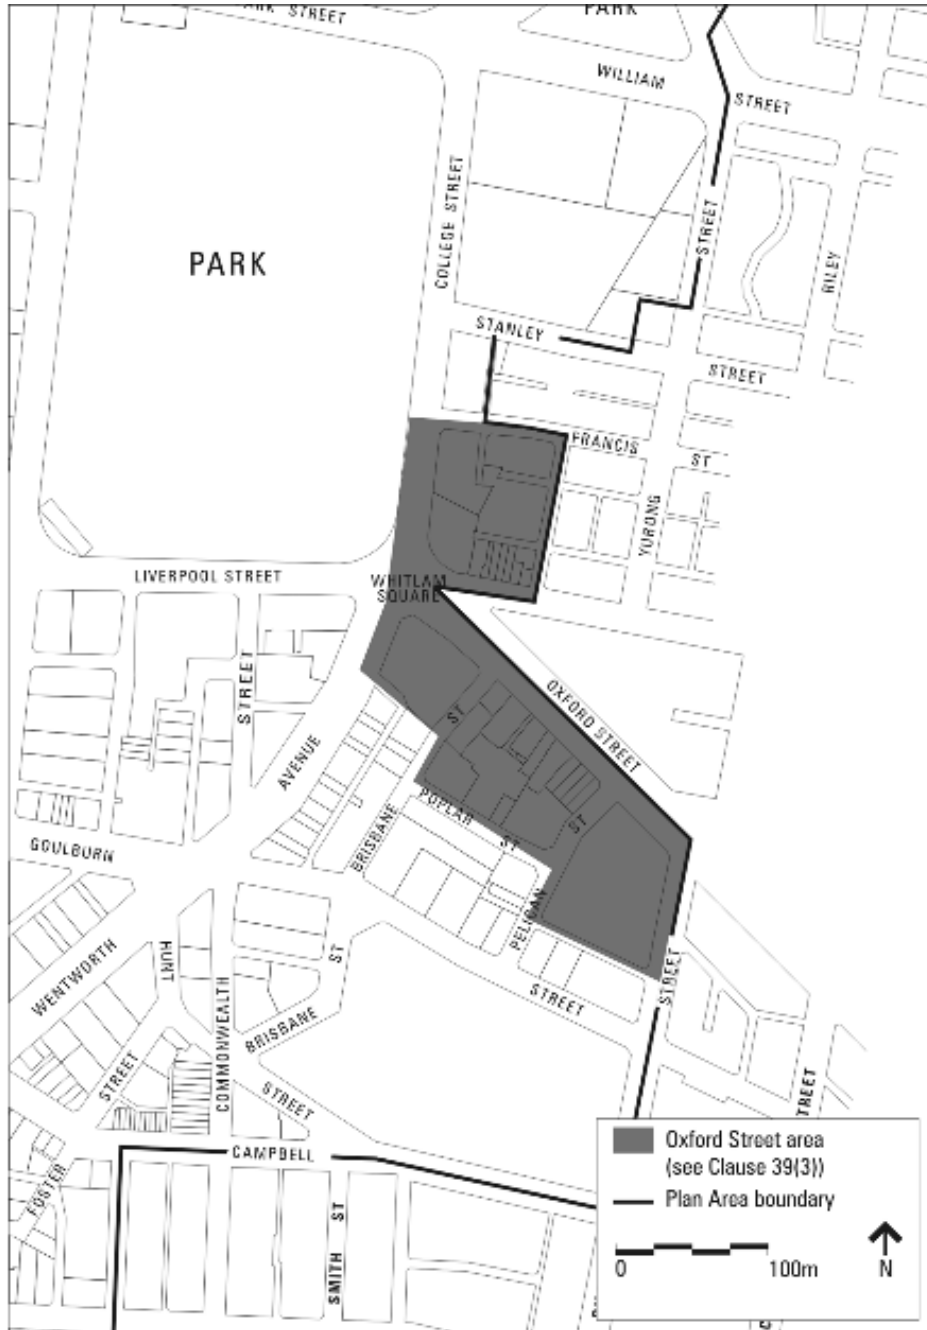 STREET
PARK
WILLIAM
STREET
COLLEGE STREET
STREET
RILEY
PARK
STANLEY
STREET
FRANCIS
ST
YURONG
LIVERPOOL STREET
WHITLAM
SQUARE
STREET
OXFORD STREET
ST
AVENUE
POPLAR
ST
ST
BRISBANE
GOULBURN
PELICAN
WENTWORTH
HUNT
ST
STREET
STREET
COMMONWEALTH
BRISBANE
STREET
STREET
STREET
CAMPBELL
FOSTER
SMITH ST
Oxford Street area
(see Clause 39(3))
Plan Area boundary
0 100m
N